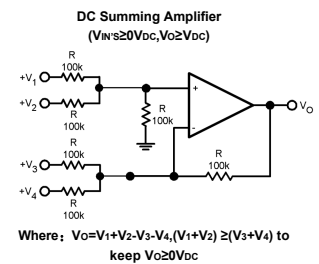 DC Summing Amplifier
(VIN'S≥0VDC,VO≥VDC)
R
100k
+V1
+V2
R
100k
R
100k
+
-
VO
R
100k
+V3
+V4
R
100k
R
100k
Where：VO=V1+V2-V3-V4,(V1+V2) ≥(V3+V4) to
keep VO≥0VDC